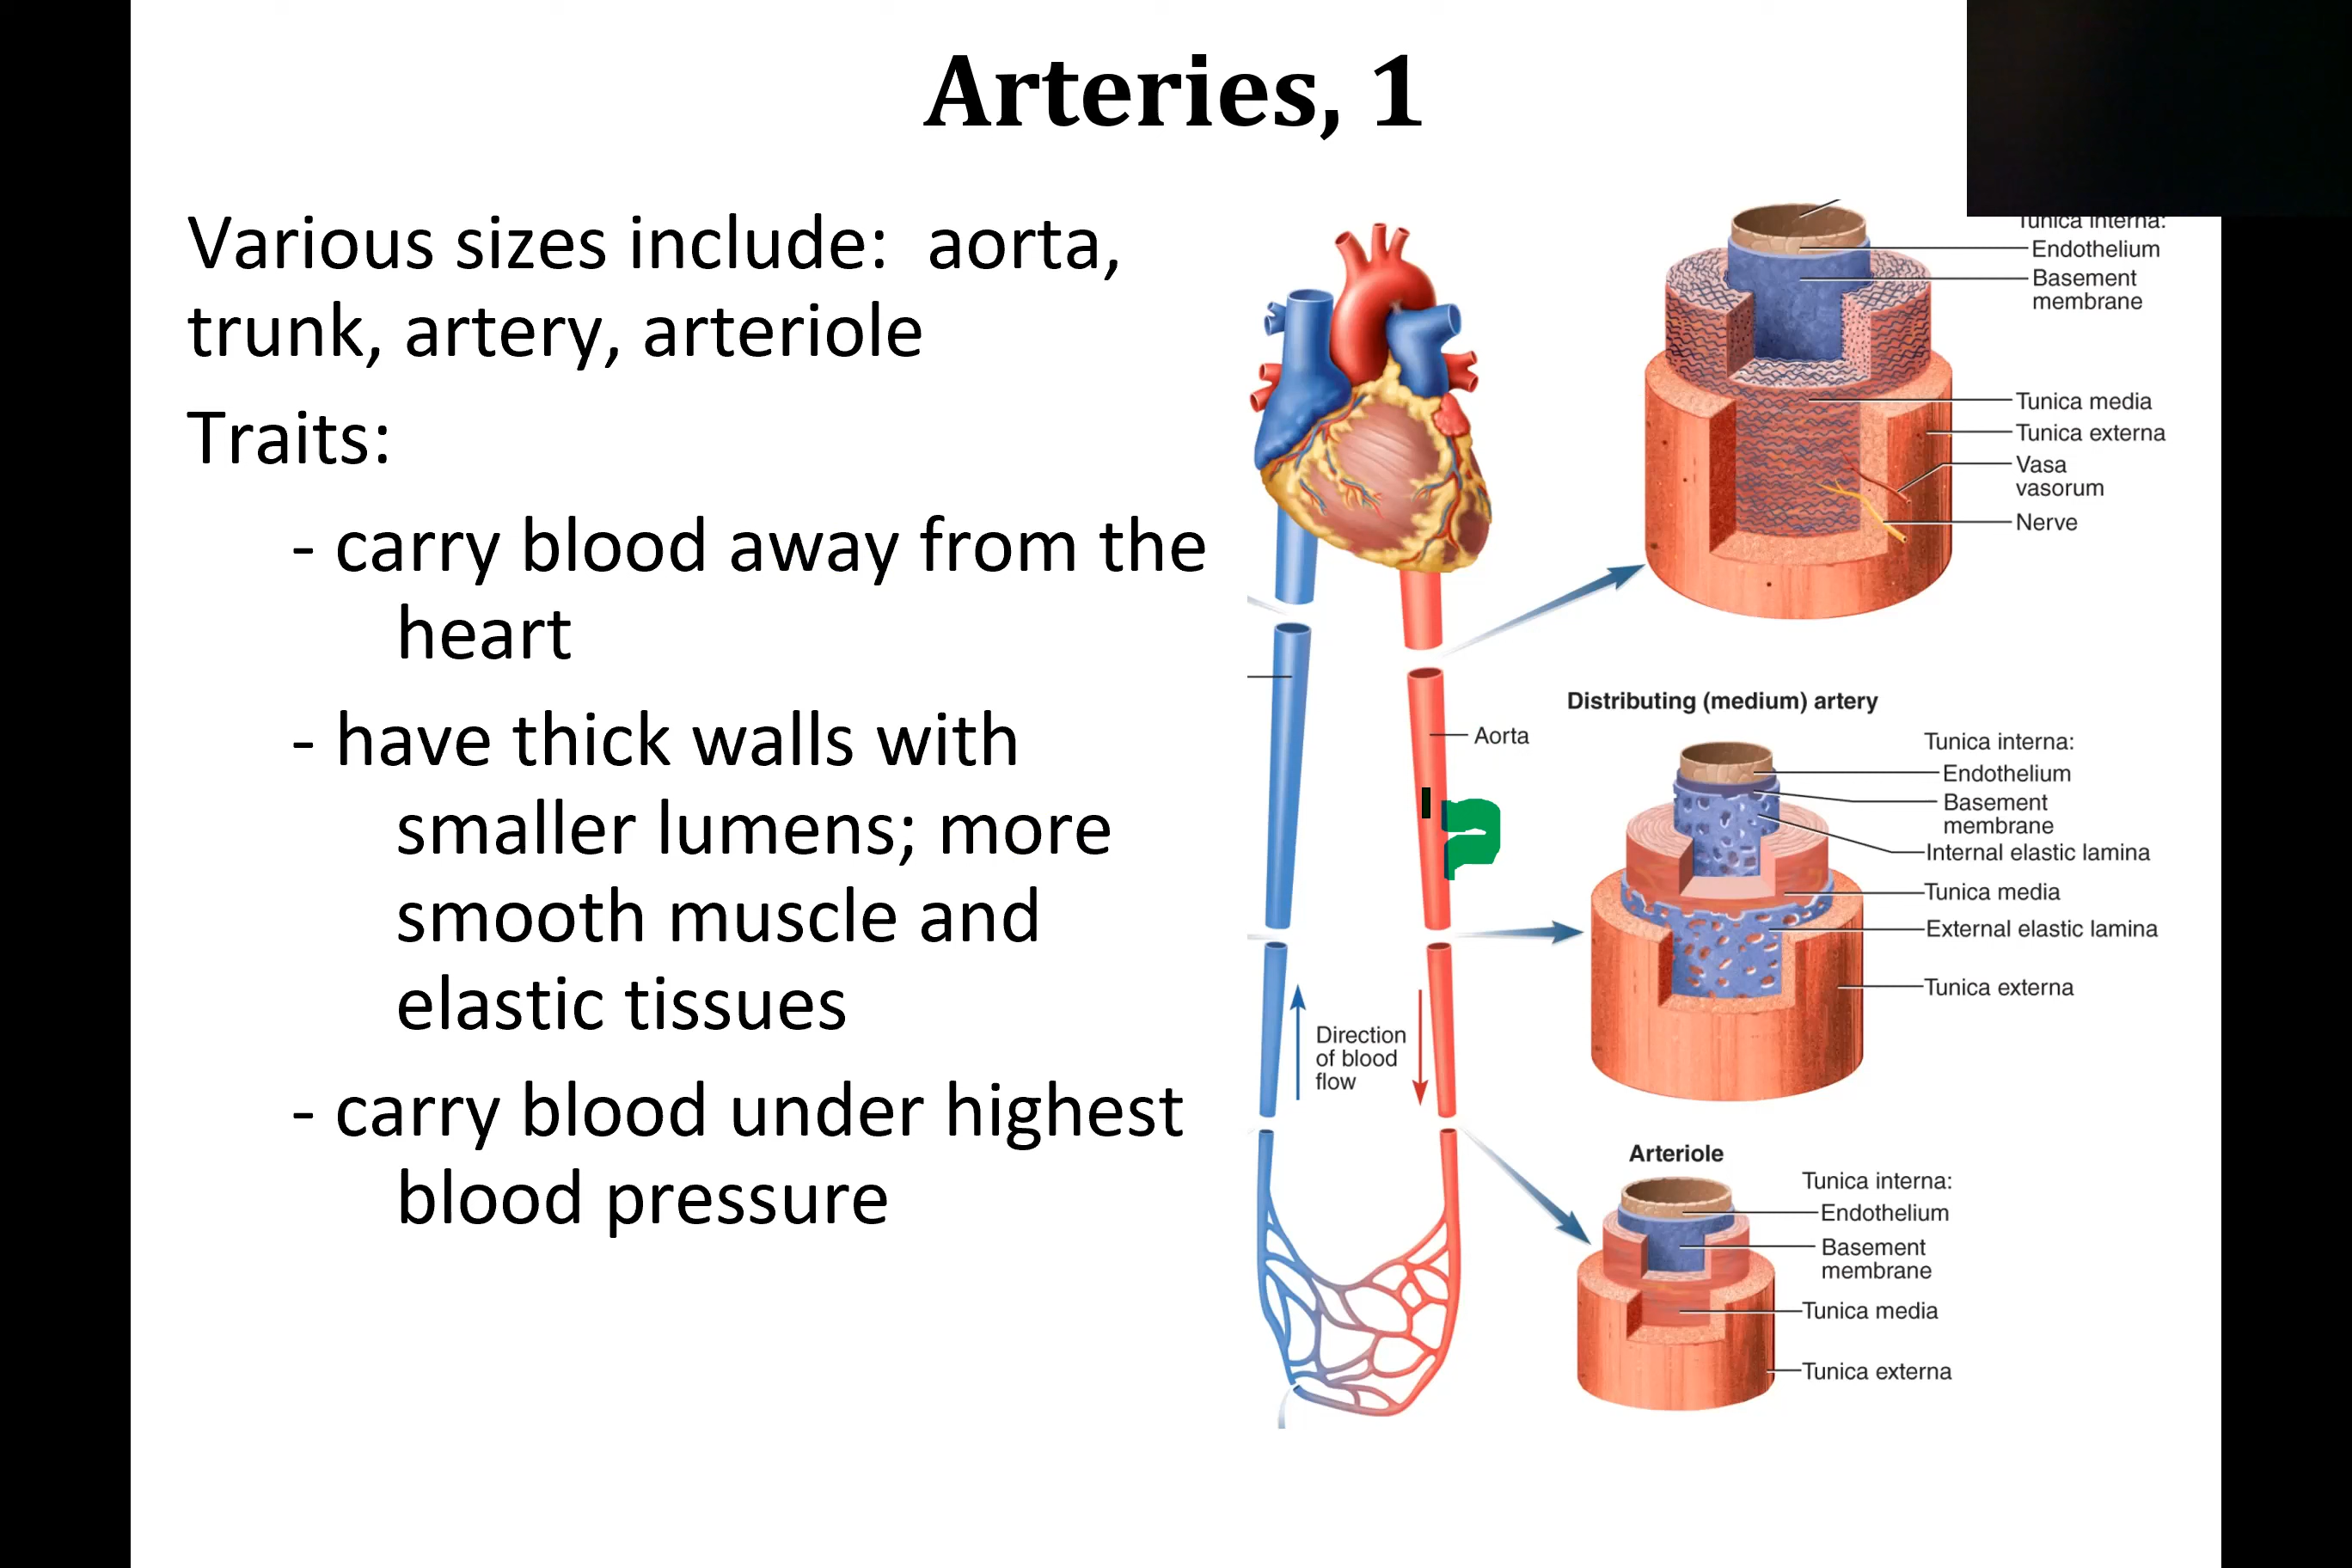 Arteries, 1
Various sizes include: aorta,
trunk, artery, arteriole
Traits:
- carry blood away from the
heart
- have thick walls with
smaller lumens; more
smooth muscle and
elastic tissues
- carry blood under highest
blood pressure
Aorta
Direction
of blood
flow
Tunica interna:
Endothelium
Basement
membrane
Tunica media
Tunica externa
Vasa
vasorum
Nerve
Distributing (medium) artery
Tunica interna:
Endothelium
Basement
membrane
Internal elastic lamina
Tunica media
External elastic lamina
Tunica externa
Arteriole
Tunica interna:
Endothelium
Basement
membrane
Tunica media
Tunica externa